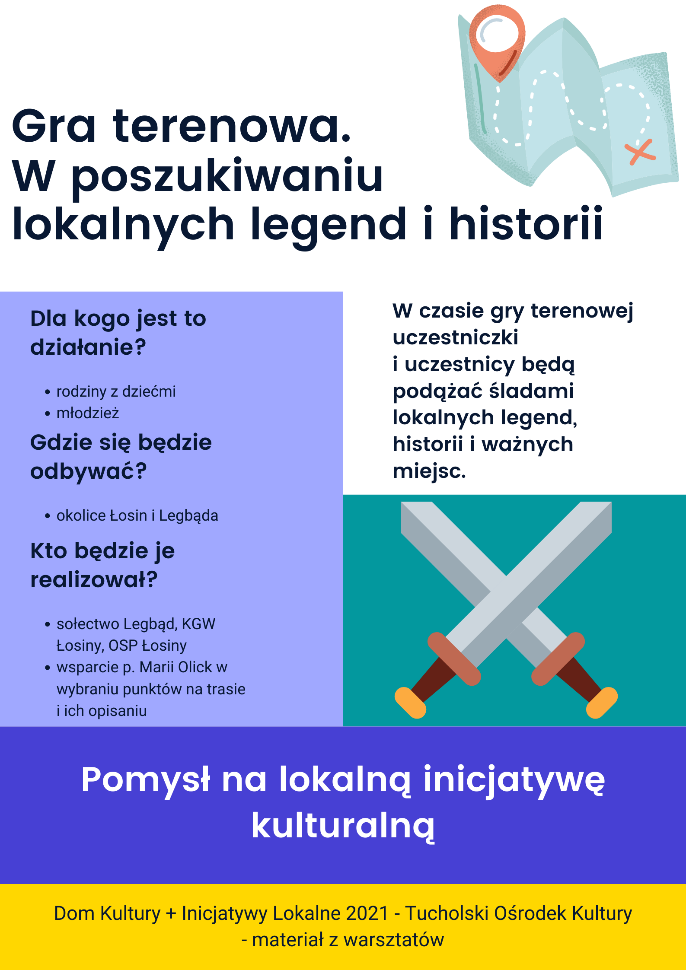 Gra terenowa.
W poszukiwaniu
lokalnych legend i historii
Dla kogo jest to
działanie?
• rodziny z dziećmi
• młodzież
Gdzie się będzie
odbywać?
• okolice Łosin i Legbąda
Kto będzie je
realizował?
• sołectwo Legbąd, KGW
Łosiny, OSP Łosiny
• wsparcie p. Marii Olick w
wybraniu punktów na trasie
i ich opisaniu
W czasie gry terenowej
uczestniczki
i uczestnicy będą
podążać śladami
lokalnych legend,
historii i ważnych
miejsc.
Pomysł na lokalną inicjatywę
kulturalną
Dom Kultury + Inicjatywy Lokalne 2021 - Tucholski Ośrodek Kultury
- materiał z warsztatów